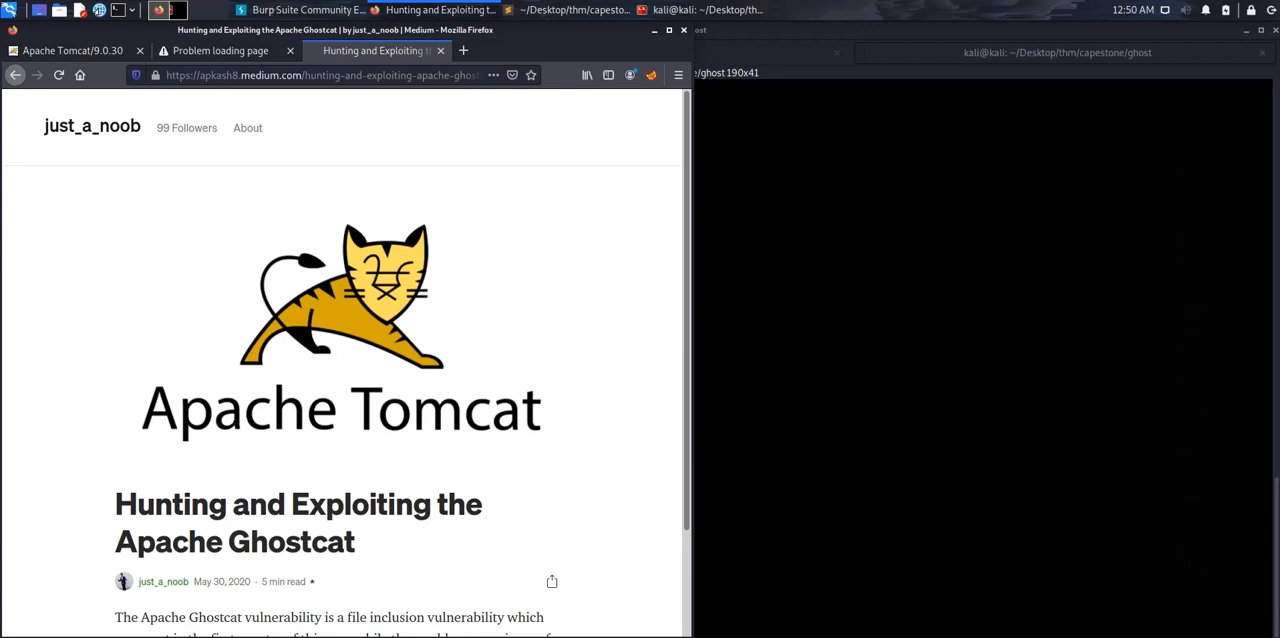 Burp Suite Community E...
Hunting and Exploiting t...
~/Desktop/thm/capesto...
kali@kali: ~/Desktop/th...
12:50 AM
Hunting and Exploiting the Apache Ghostcat | by just_a_noob | Medium - Mozilla Firefox
ost
Apache Tomcat/9.0.30
Problem loading page
Hunting and Exploiting t
kali@kali: ~/Desktop/thm/capestone/ghost
https://apkash8.medium.com/hunting-and-exploiting-apache-ghos
e/ghost 190x41
just_a_noob
99 Followers
About
Apache Tomcat
Hunting and Exploiting the
Apache Ghostcat
just_a_noob May 30, 2020 · 5 min read ★
The Apache Ghostcat vulnerability is a file inclusion vulnerability which